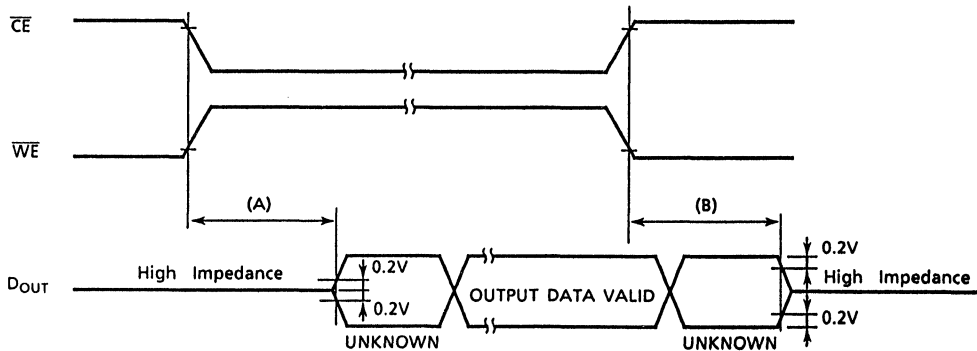 CE
WE
(A)
(B)
DOUT
High Impedance
0.2V
0.2V
UNKNOWN
OUTPUT DATA VALID
UNKNOWN
0.2V
High Impedance
0.2V